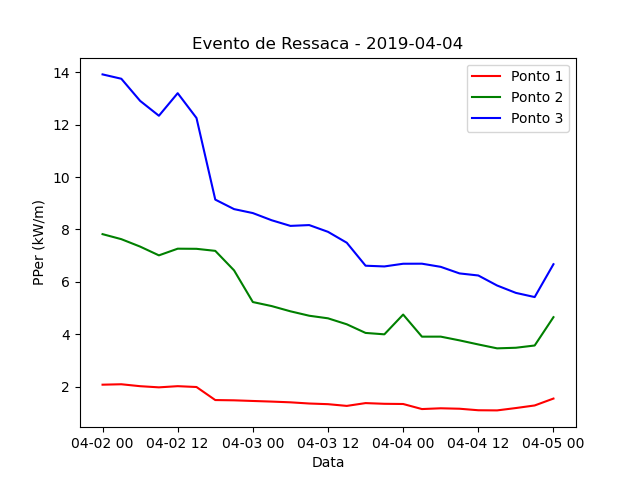 Evento de Ressaca - 2019-04-04
Ponto 1
Ponto 2
Ponto 3
PPer (kW/m)
14
12
10
8
6
4
2
04-02 00
04-02 12
04-03 00
04-03 12
04-04 00
04-04 12
04-05 00
Data